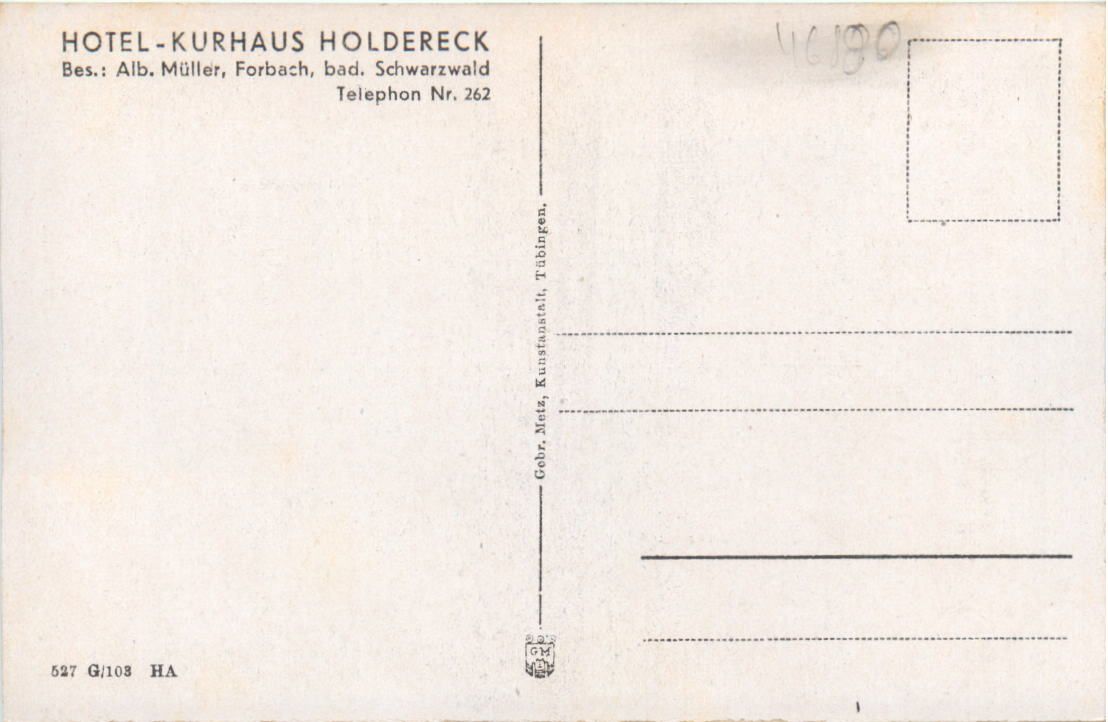 HOTEL-KURHAUS HOLDERECK
Bes.: Alb. Müller, Forbach, bad. Schwarzwald
Telephon Nr. 262
Gebr. Metz, Kunstanstalt, Tübingen.
GM
527 G/103 HA